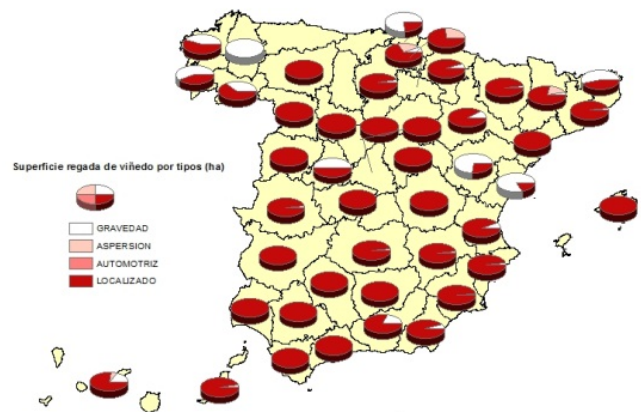 Superficie regada de viñedo por tipos (ha)
GRAVEDAD
ASPERSION
AUTOMOTRIZ
LOCALIZADO